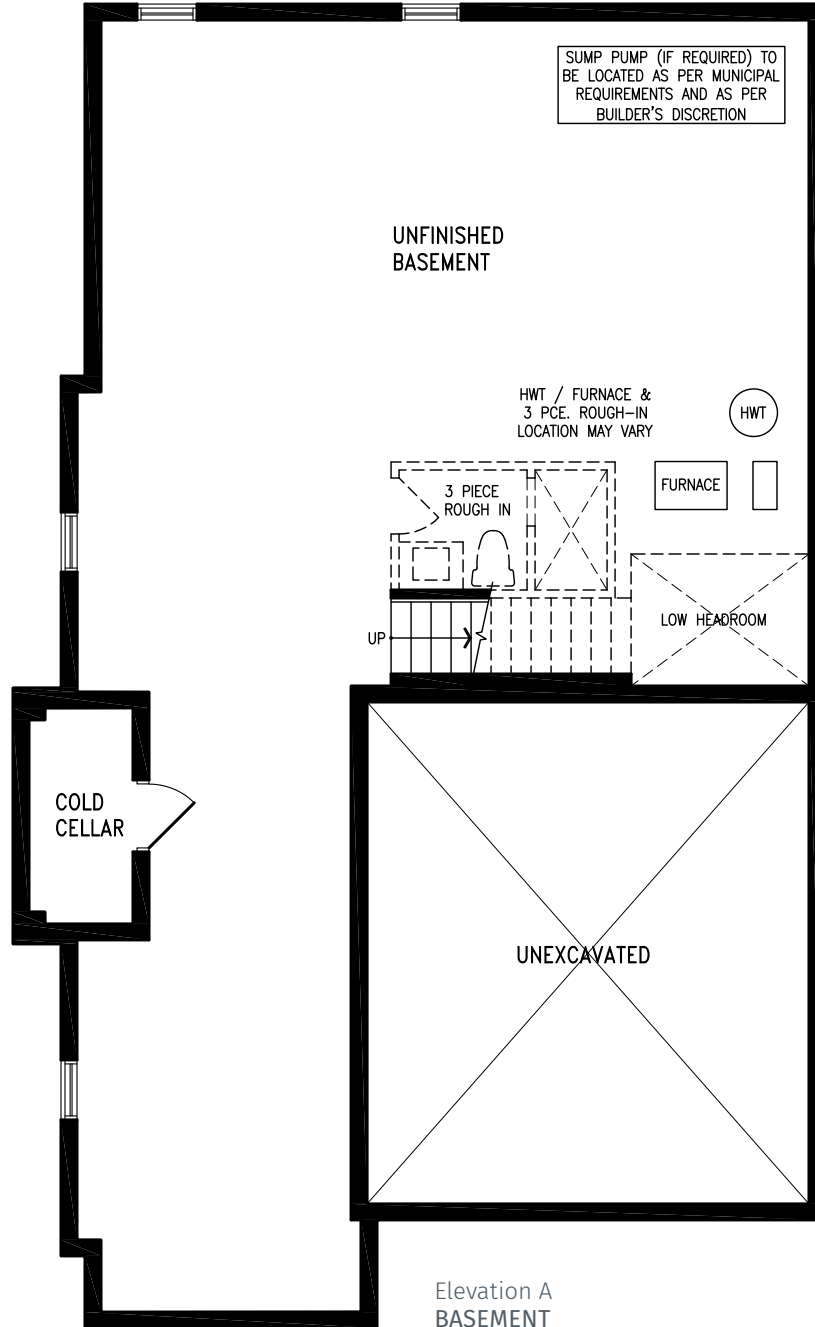 SUMP PUMP (IF REQUIRED) TO
BE LOCATED AS PER MUNICIPAL
REQUIREMENTS AND AS PER
BUILDER'S DISCRETION
UNFINISHED
BASEMENT
HWT / FURNACE &
3 PCE. ROUGH-IN
LOCATION MAY VARY
HWT
FURNACE
3 PIECE
ROUGH IN
UP
LOW HEADROOM
COLD
CELLAR
UNEXCAVATED
Elevation A
BASEMENT